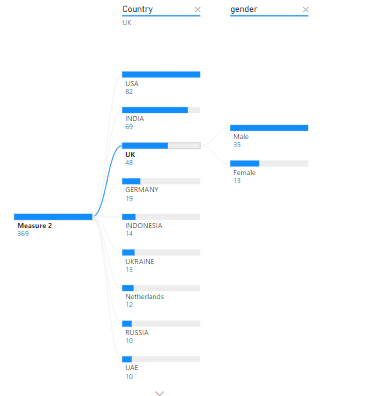 Country
gender
UK
USA
82
INDIA
69
UK
48
GERMANY
19
INDONESIA
14
UKRAINE
13
Netherlands
12
RUSSIA
10
UAE
10
Measure 2
369
Male
35
Female
13